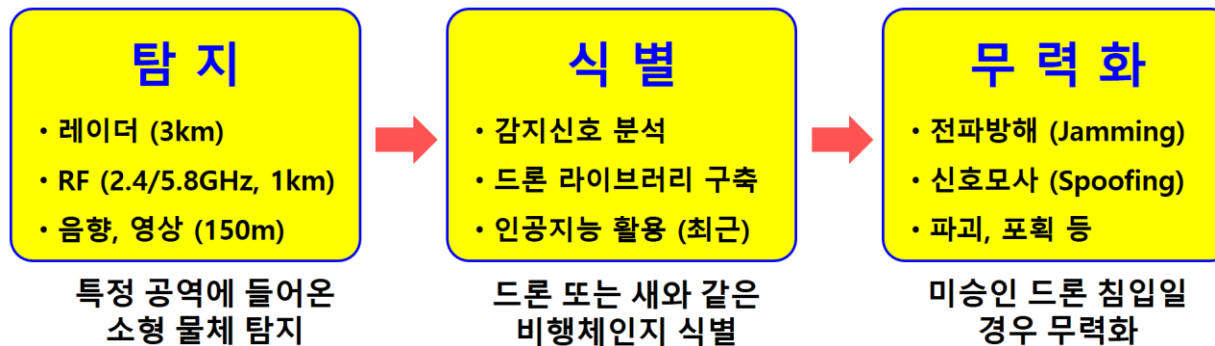 탐 지
• 레이더 (3km)
• RF (2.4/5.8GHz, 1km)
• 음향, 영상 (150m)
특정 공역에 들어온
소형 물체 탐지
식 별
• 감지신호 분석
• 드론 라이브러리 구축
• 인공지능 활용 (최근)
드론 또는 새와 같은
비행체인지 식별
무 력 화
• 전파방해 (Jamming)
• 신호모사 (Spoofing)
• 파괴, 포획 등
미승인 드론 침입일
경우 무력화